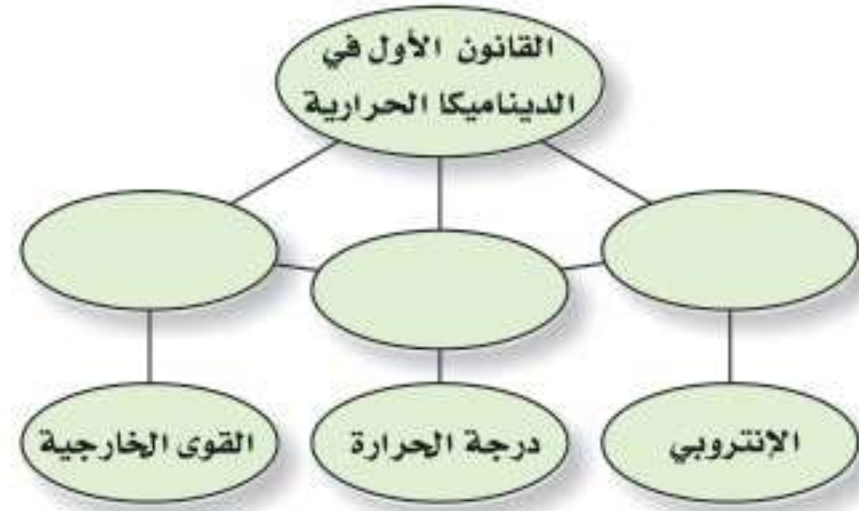 القانون الأول في
الديناميكا الحرارية
الإنتروبي
درجة الحرارة
القوى الخارجية